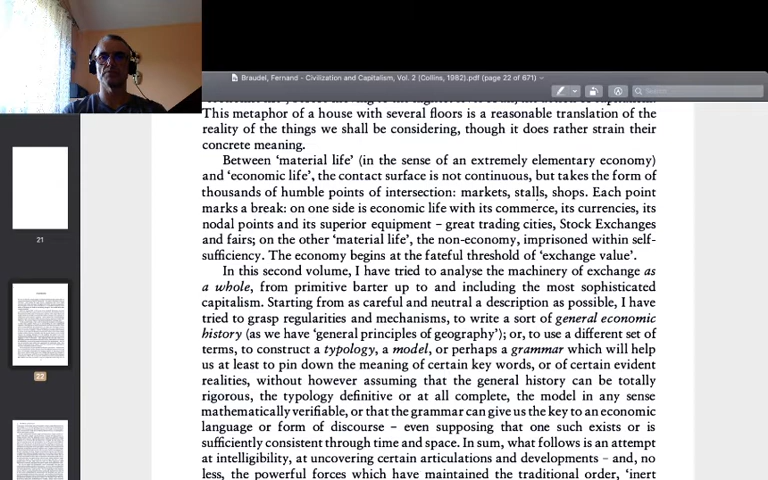 Braudel, Fernand - Civilization and Capitalism, Vol. 2 (Collins, 1982).pdf (page 22 of 671)
Search
This metaphor of a house with several floors is a reasonable translation of the
reality of the things we shall be considering, though it does rather strain their
concrete meaning.
Between ‘material life’ (in the sense of an extremely elementary economy)
and ‘economic life’, the contact surface is not continuous, but takes the form of
thousands of humble points of intersection: markets, stalls, shops. Each point
marks a break: on one side is economic life with its commerce, its currencies, its
nodal points and its superior equipment – great trading cities, Stock Exchanges
and fairs; on the other ‘material life’, the non-economy, imprisoned within self-
sufficiency. The economy begins at the fateful threshold of ‘exchange value’.
In this second volume, I have tried to analyse the machinery of exchange as
a whole, from primitive barter up to and including the most sophisticated
capitalism. Starting from as careful and neutral a description as possible, I have
tried to grasp regularities and mechanisms, to write a sort of general economic
history (as we have ‘general principles of geography’); or, to use a different set of
terms, to construct a typology, a model, or perhaps a grammar which will help
us at least to pin down the meaning of certain key words, or of certain evident
realities, without however assuming that the general history can be totally
rigorous, the typology definitive or at all complete, the model in any sense
mathematically verifiable, or that the grammar can give us the key to an economic
language or form of discourse – even supposing that one such exists or is
sufficiently consistent through time and space. In sum, what follows is an attempt
at intelligibility, at uncovering certain articulations and developments – and, no
less, the powerful forces which have maintained the traditional order, ‘inert
21
22